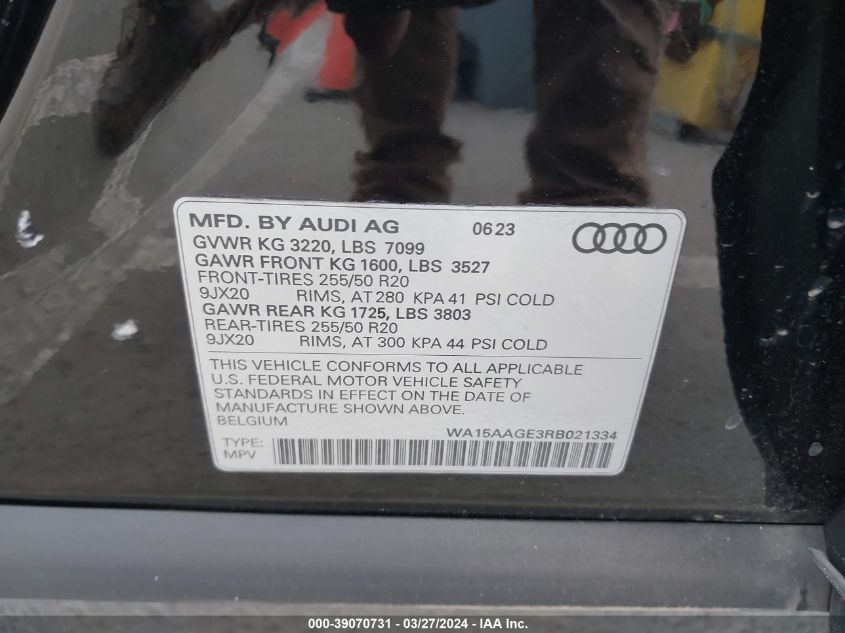 MFD. BY AUDI AG 0623
GVWR KG 3220, LBS 7099
GAWR FRONT KG 1600, LBS 3527
FRONT-TIRES 255/50 R20
9JX20 RIMS, AT 280 KPA 41 PSI COLD
GAWR REAR KG 1725, LBS 3803
REAR-TIRES 255/50 R20
9JX20 RIMS, AT 300 KPA 44 PSI COLD
THIS VEHICLE CONFORMS TO ALL APPLICABLE
U.S. FEDERAL MOTOR VEHICLE SAFETY
STANDARDS IN EFFECT ON THE DATE OF
MANUFACTURE SHOWN ABOVE.
BELGIUM
WA15AAGE3RB021334
TYPE:
MPV
000-39070731 — 03/27/2024 — IAA Inc.